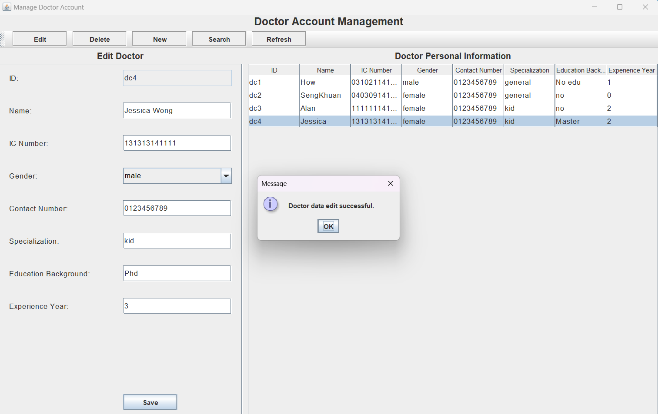 Manage Doctor Account
Doctor Account Management
Edit Delete New Search Refresh
Edit Doctor
Doctor Personal Information
ID. dc4
Name: Jessica Wong
IC Number: 131313141111
Gender: male
Contact Number: 0123456789
Specialization: kid
Education Background: Phd
Experience Year: 3
Save
ID Name IC Number Gender Contact Number Specialization Education Back... Experience Year
dc1 How 031021141... male 0123456789 general No edu 1
dc2 SengKhuan 040309141... female 0123456789 general no 0
dc3 Alan 111111141... female 0123456789 kid no 2
dc4 Jessica 131313141... female 0123456789 kid Master 2
Message
Doctor data edit successful.
OK